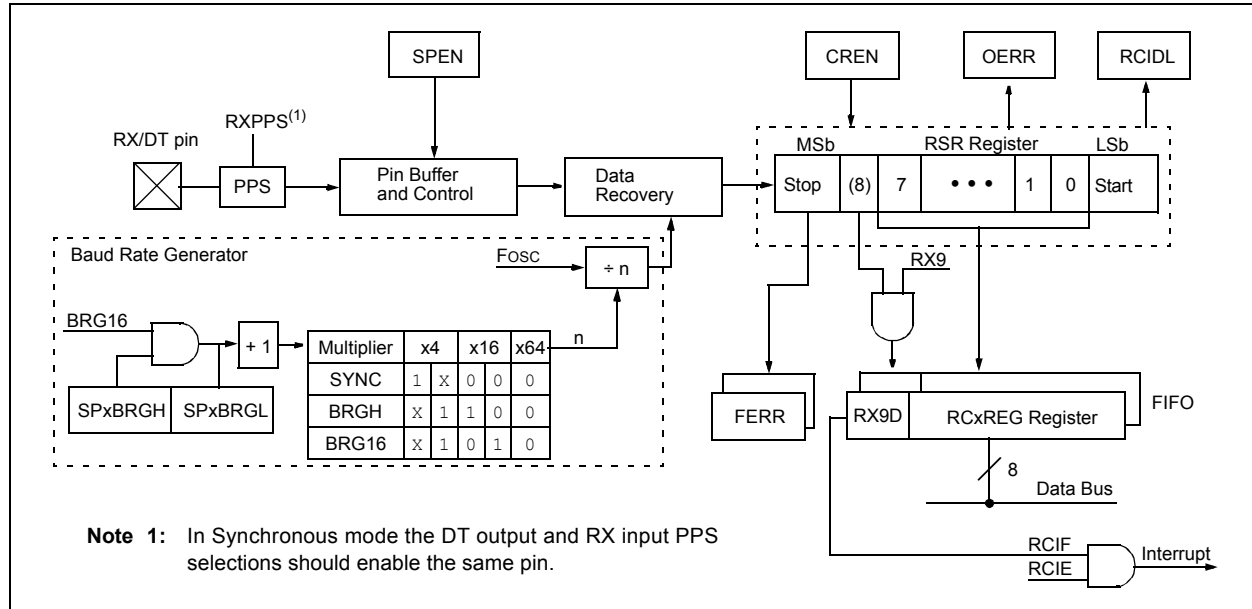 SPEN
CREN
OERR
RCIDL
RXPPS(1)
RX/DT pin
PPS
Pin Buffer
and Control
Data
Recovery
MSb
RSR Register
LSb
Stop
(8)
7
• • •
1
0
Start
Baud Rate Generator
FOSC
÷ n
RX9
BRG16
+ 1
n
Multiplier x4 x16 x64
SYNC 1 X 0 0 0
BRGH X 1 1 0 0
BRG16 X 1 0 1 0
SPxBRGH
SPxBRGL
FERR
RX9D
RCxREG Register
FIFO
8
Data Bus
Note 1: In Synchronous mode the DT output and RX input PPS
selections should enable the same pin.
RCIF
RCIE
Interrupt